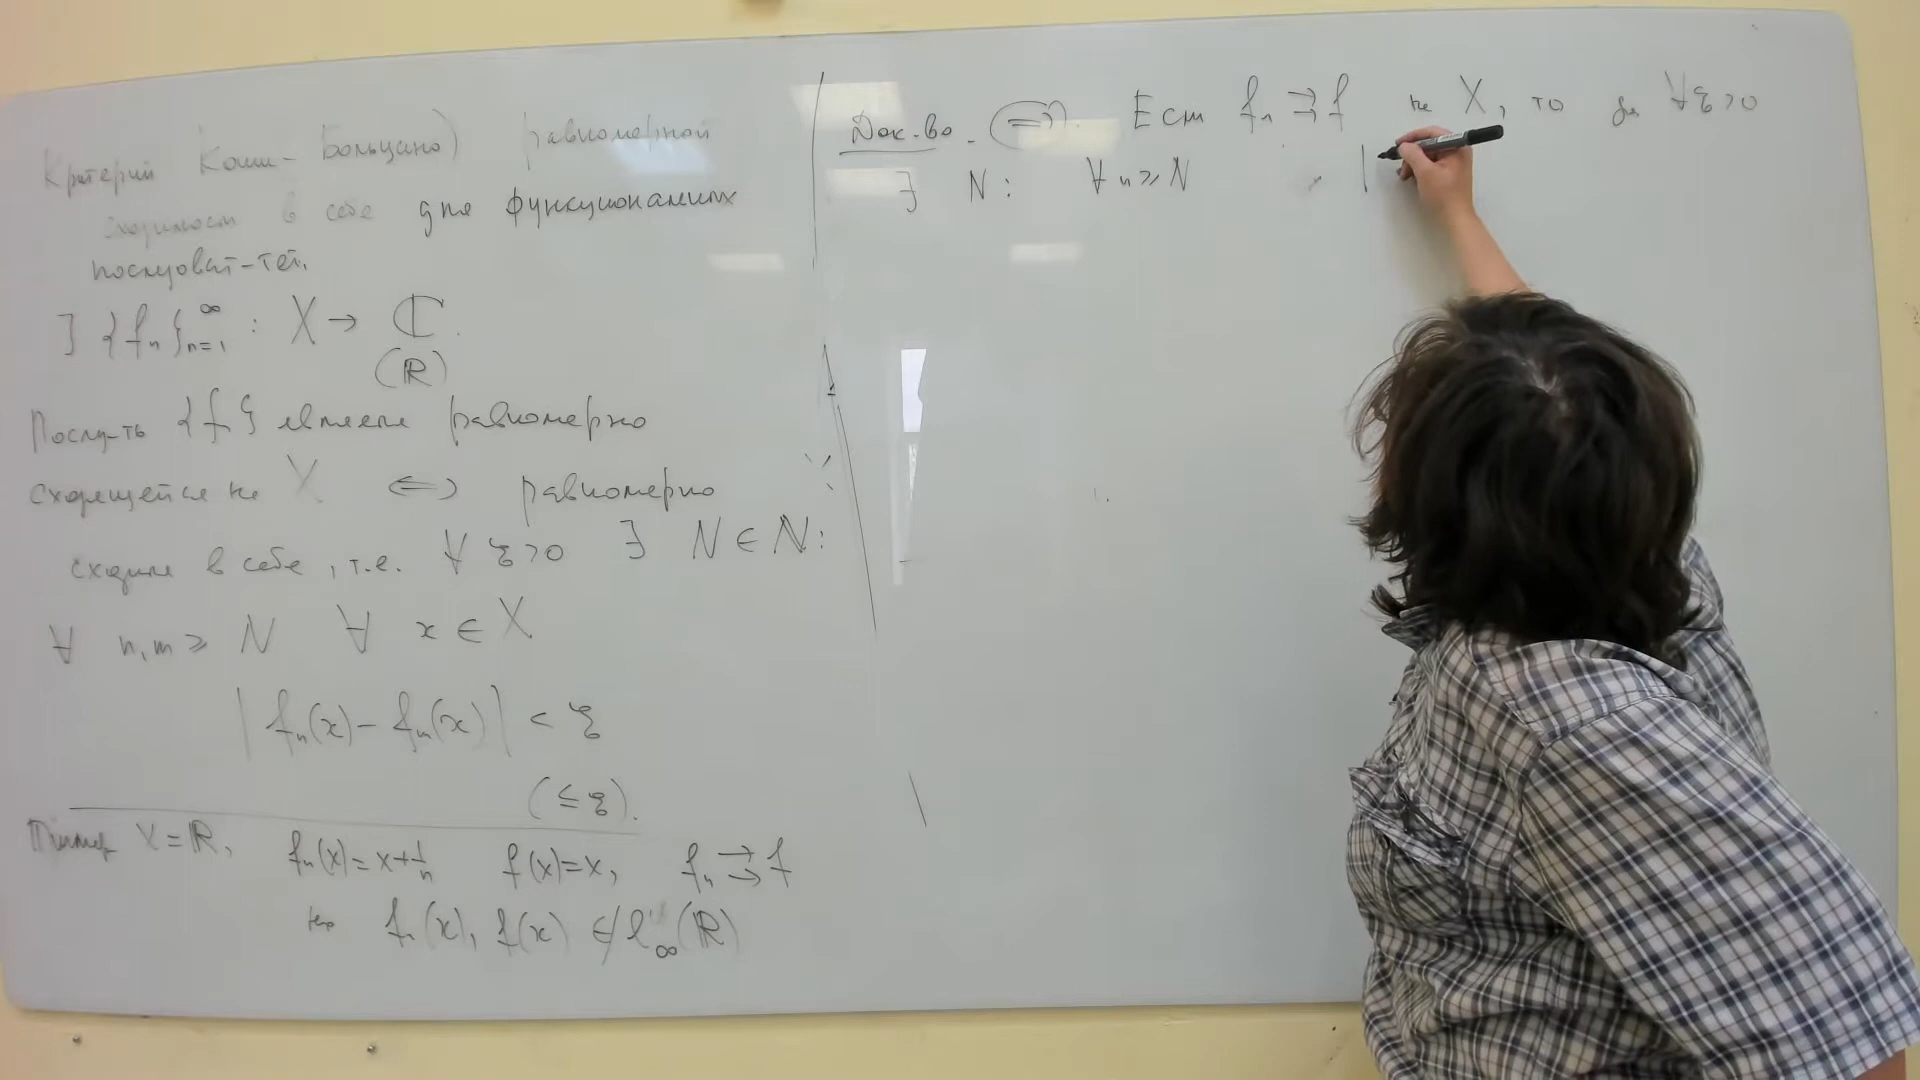 Критерий Коши-Больцано) равномерной
сходимости в себе для функциональных
последоват-тей.
] {fₙ}ₙ₌₁^∞ : X → ℂ.
(ℝ)
Послед-ть {fₙ} является равномерно
сходящейся на X ⟺ равномерно
сходится в себе, т.е. ∀ ε>0 ∃ N ∈ ℕ:
∀ n,m ⩾ N ∀ x ∈ X
|fₙ(x) − fₘ(x)| < ε
(≤ ε).
Пример X = ℝ, fₙ(x) = x + 1/n f(x) = x, fₙ ⇉ f
но fₙ(x), f(x) ∉ l_∞(ℝ)
Док-во. (⇒). Если fₙ ⇉ f на X, то для ∀ε>0
∃ N : ∀ n ⩾ N |